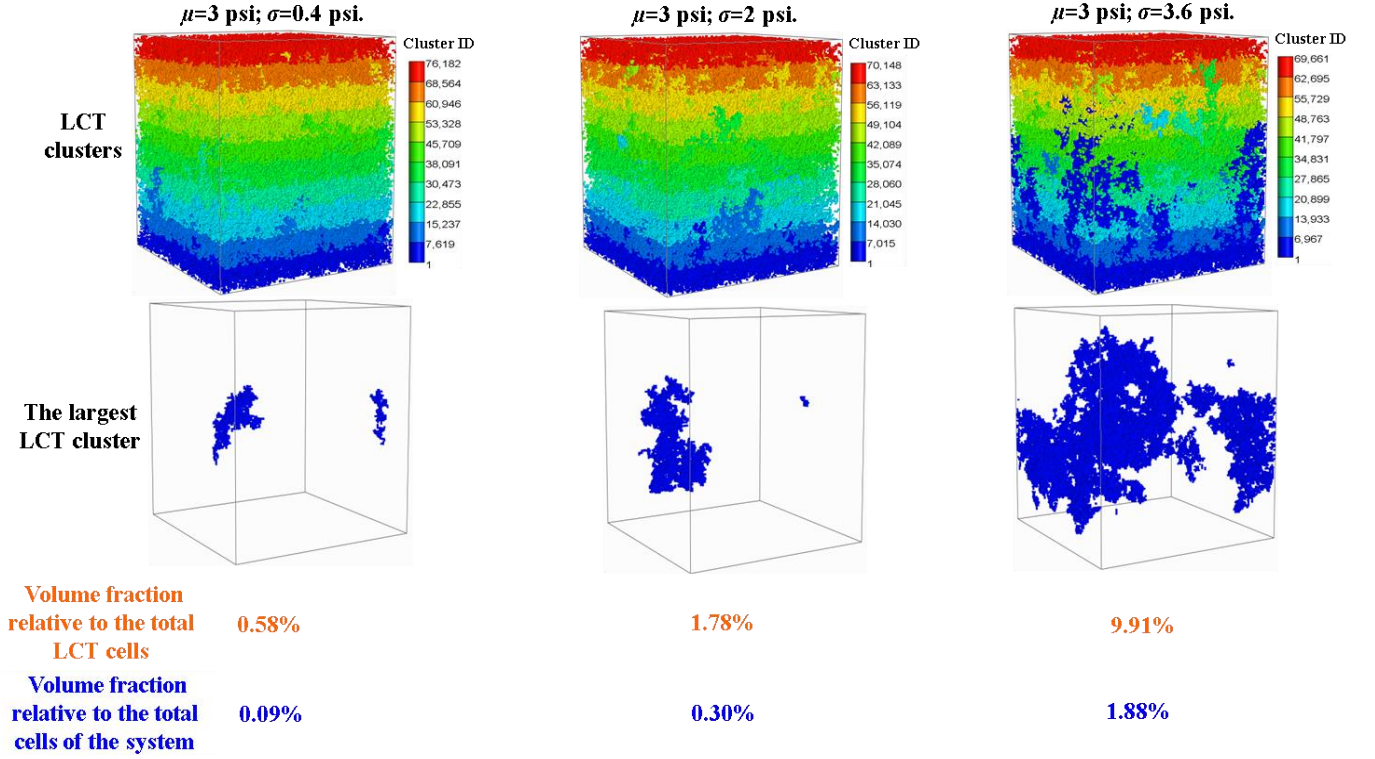 μ=3 psi; σ=0.4 psi.
μ=3 psi; σ=2 psi.
μ=3 psi; σ=3.6 psi.
LCT
clusters
Cluster ID
76,182
68,564
60,946
53,328
45,709
38,091
30,473
22,855
15,237
7,619
1
Cluster ID
70,148
63,133
56,119
49,104
42,089
35,074
28,060
21,045
14,030
7,015
1
Cluster ID
69,661
62,695
55,729
48,763
41,797
34,831
27,865
20,899
13,933
6,967
1
The largest
LCT cluster
Volume fraction
relative to the total
LCT cells
0.58%
1.78%
9.91%
Volume fraction
relative to the total
cells of the system
0.09%
0.30%
1.88%